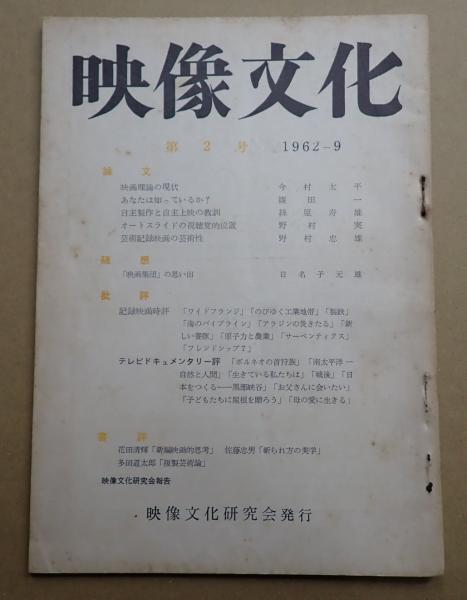 映像文化
第2号 1962-9
論文
映画理論の現状 今村太平
あなたは知っているか? 窪田一
自主製作と自主上映の教訓 絲屋寿雄
オートスライドの視聴覚的位置 野村実
芸術記録映画の芸術性 野村忠雄
随想
「映画集団」の思い出 日名子元雄
批評
記録映画時評 「ワイドフランジ」「のびゆく工業地帯」「製鉄」
「海のパイプライン」「アラジンの炎きたる」「新
しい養豚」「原子力と農業」「サーペンティクス」
「フレンドシップ7」
テレビドキュメンタリー評 「ボルネオの首狩族」「南太平洋―
自然と人間」「生きている私たちは」「戦後」「日
本をつくる――黒部峡谷」「お父さんに会いたい」
「子どもたちに屋根を贈ろう」「母の愛に生きる」
書評
花田清輝「新編映画的思考」 佐藤忠男「斬られ方の美学」
多田道太郎「複製芸術論」
映像文化研究会報告
映像文化研究会発行